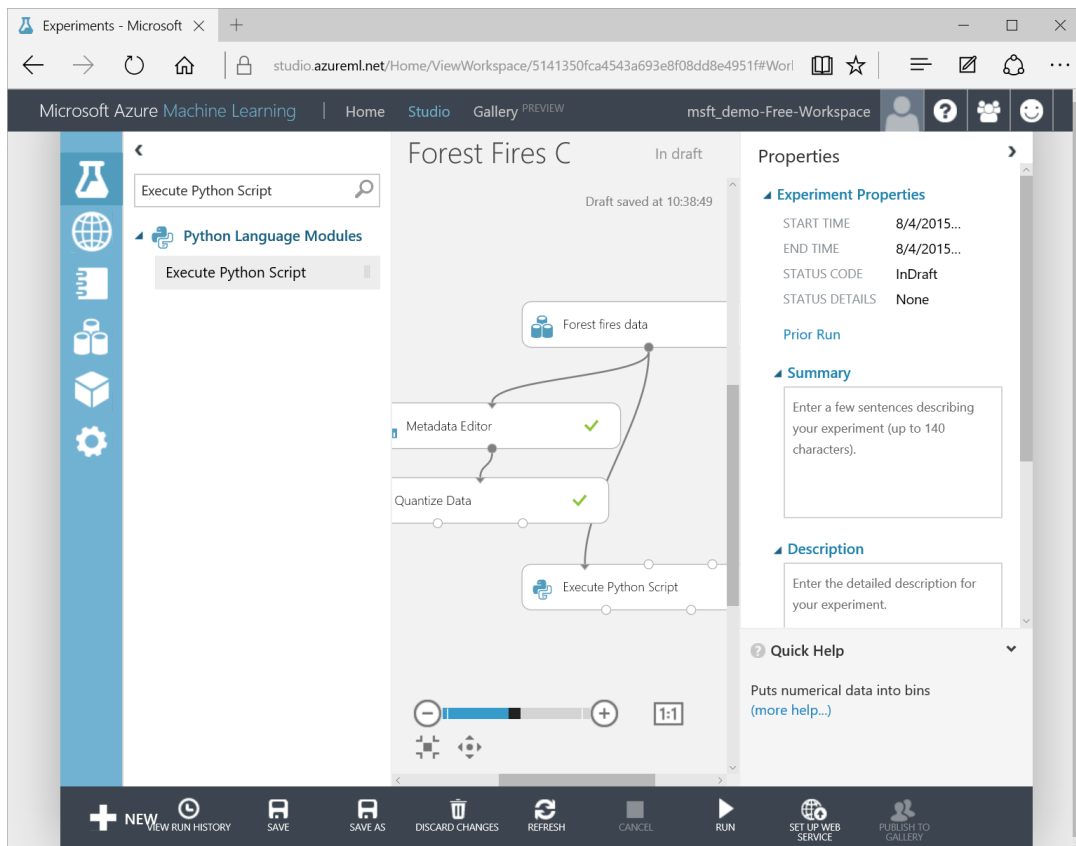 Experiments - Microsoft
studio.azureml.net/Home/ViewWorkspace/5141350fca4543a693e8f08dd8e4951f#Worl
Microsoft Azure Machine Learning | Home Studio Gallery PREVIEW msft_demo-Free-Workspace
Execute Python Script
Python Language Modules
Execute Python Script
Forest Fires C
In draft
Draft saved at 10:38:49
Forest fires data
Metadata Editor
Quantize Data
Execute Python Script
1:1
Properties
Experiment Properties
START TIME 8/4/2015...
END TIME 8/4/2015...
STATUS CODE InDraft
STATUS DETAILS None
Prior Run
Summary
Enter a few sentences describing
your experiment (up to 140
characters).
Description
Enter the detailed description for
your experiment.
Quick Help
Puts numerical data into bins
(more help...)
NEW
VIEW RUN HISTORY
SAVE
SAVE AS
DISCARD CHANGES
REFRESH
CANCEL
RUN
SET UP WEB
SERVICE
PUBLISH TO
GALLERY